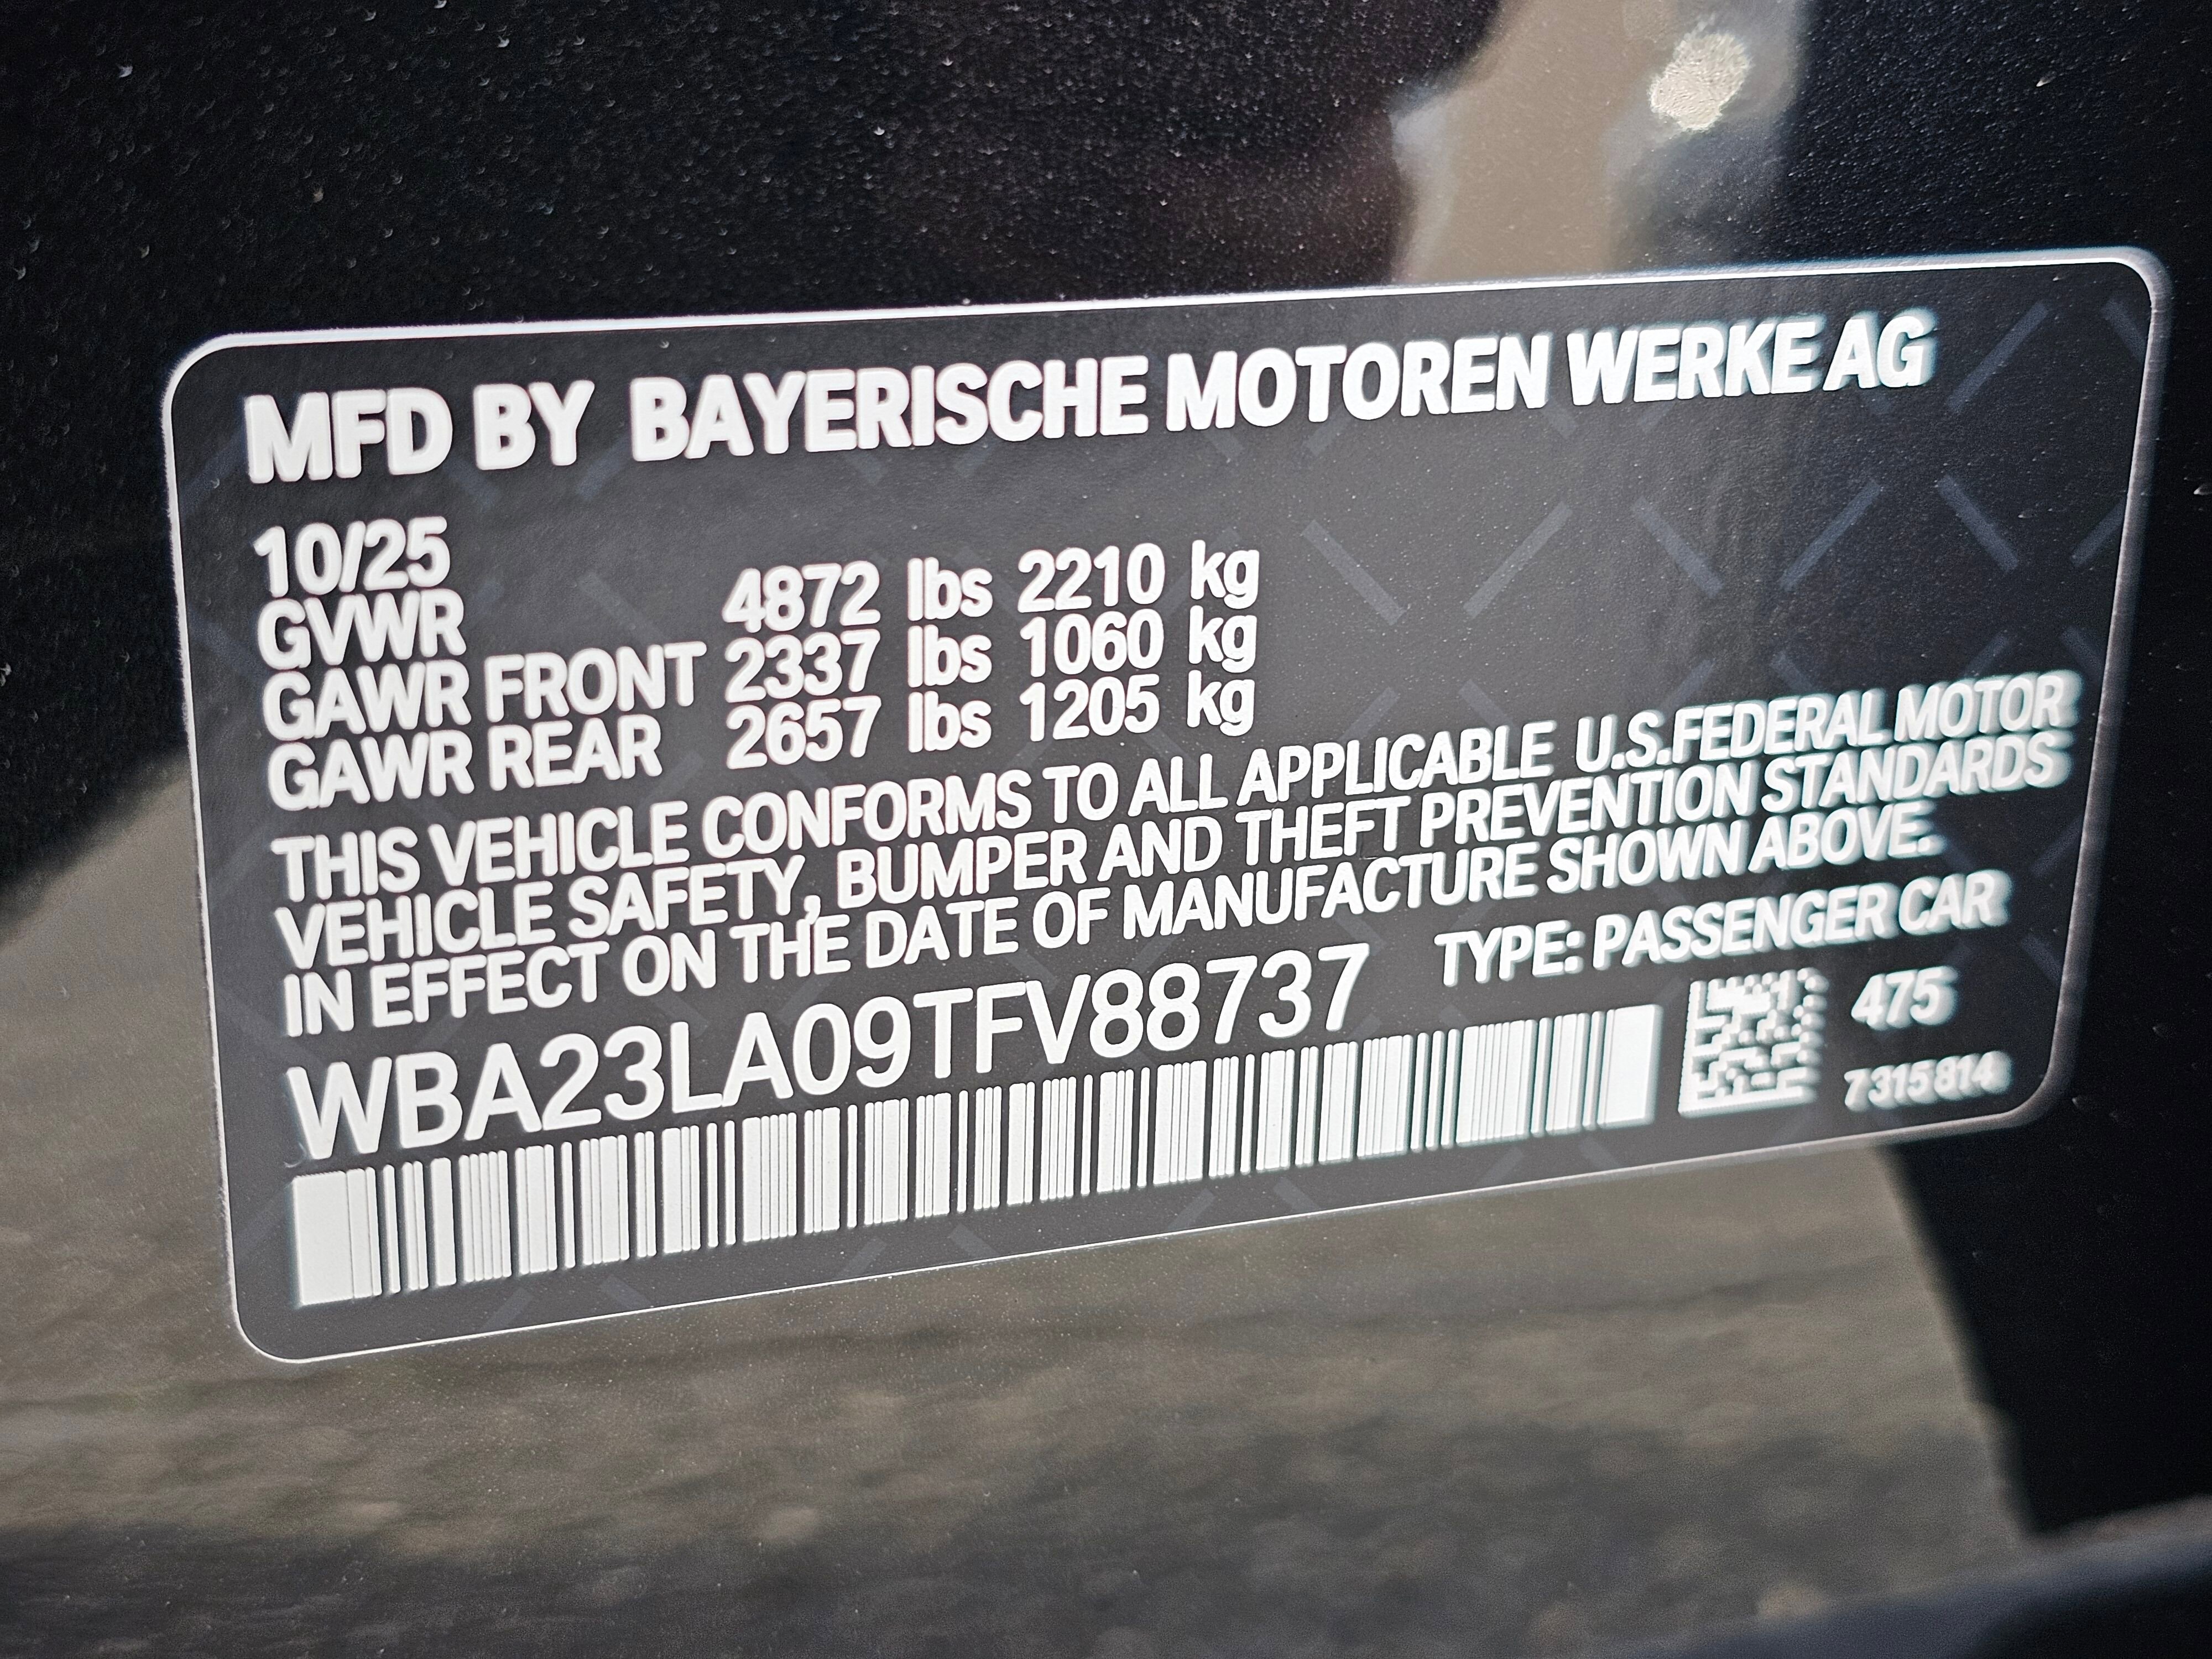 MFD BY BAYERISCHE MOTOREN WERKE AG
10/25
GVWR 4872 lbs 2210 kg
GAWR FRONT 2337 lbs 1060 kg
GAWR REAR 2657 lbs 1205 kg
THIS VEHICLE CONFORMS TO ALL APPLICABLE U.S.FEDERAL MOTOR
VEHICLE SAFETY, BUMPER AND THEFT PREVENTION STANDARDS
IN EFFECT ON THE DATE OF MANUFACTURE SHOWN ABOVE.
WBA23LA09TFV88737 TYPE: PASSENGER CAR
475
7315814